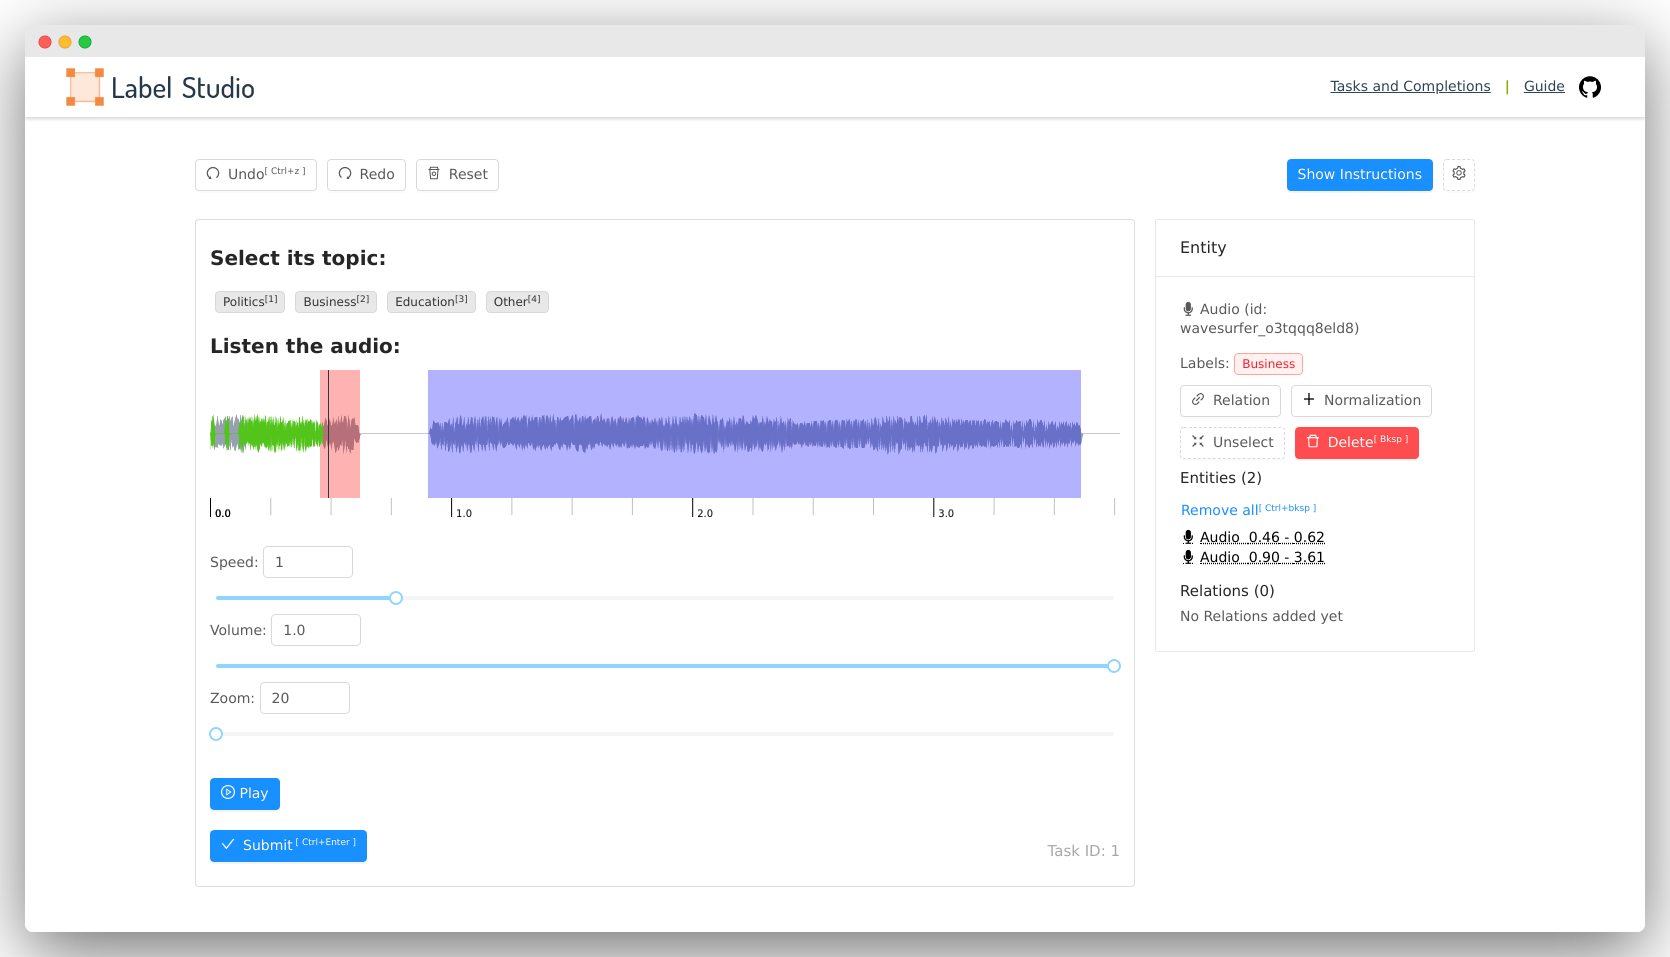 Label Studio
Tasks and Completions | Guide
Undo[ Ctrl+z ] Redo Reset
Show Instructions
Select its topic:
Politics[1] Business[2] Education[3] Other[4]
Listen the audio:
0.0 1.0 2.0 3.0
Speed: 1
Volume: 1.0
Zoom: 20
Play
Submit[ Ctrl+Enter ]
Task ID: 1
Entity
Audio (id:
wavesurfer_o3tqqq8eld8)
Labels: Business
Relation Normalization
Unselect Delete[ Bksp ]
Entities (2)
Remove all[ Ctrl+bksp ]
Audio 0.46 - 0.62
Audio 0.90 - 3.61
Relations (0)
No Relations added yet